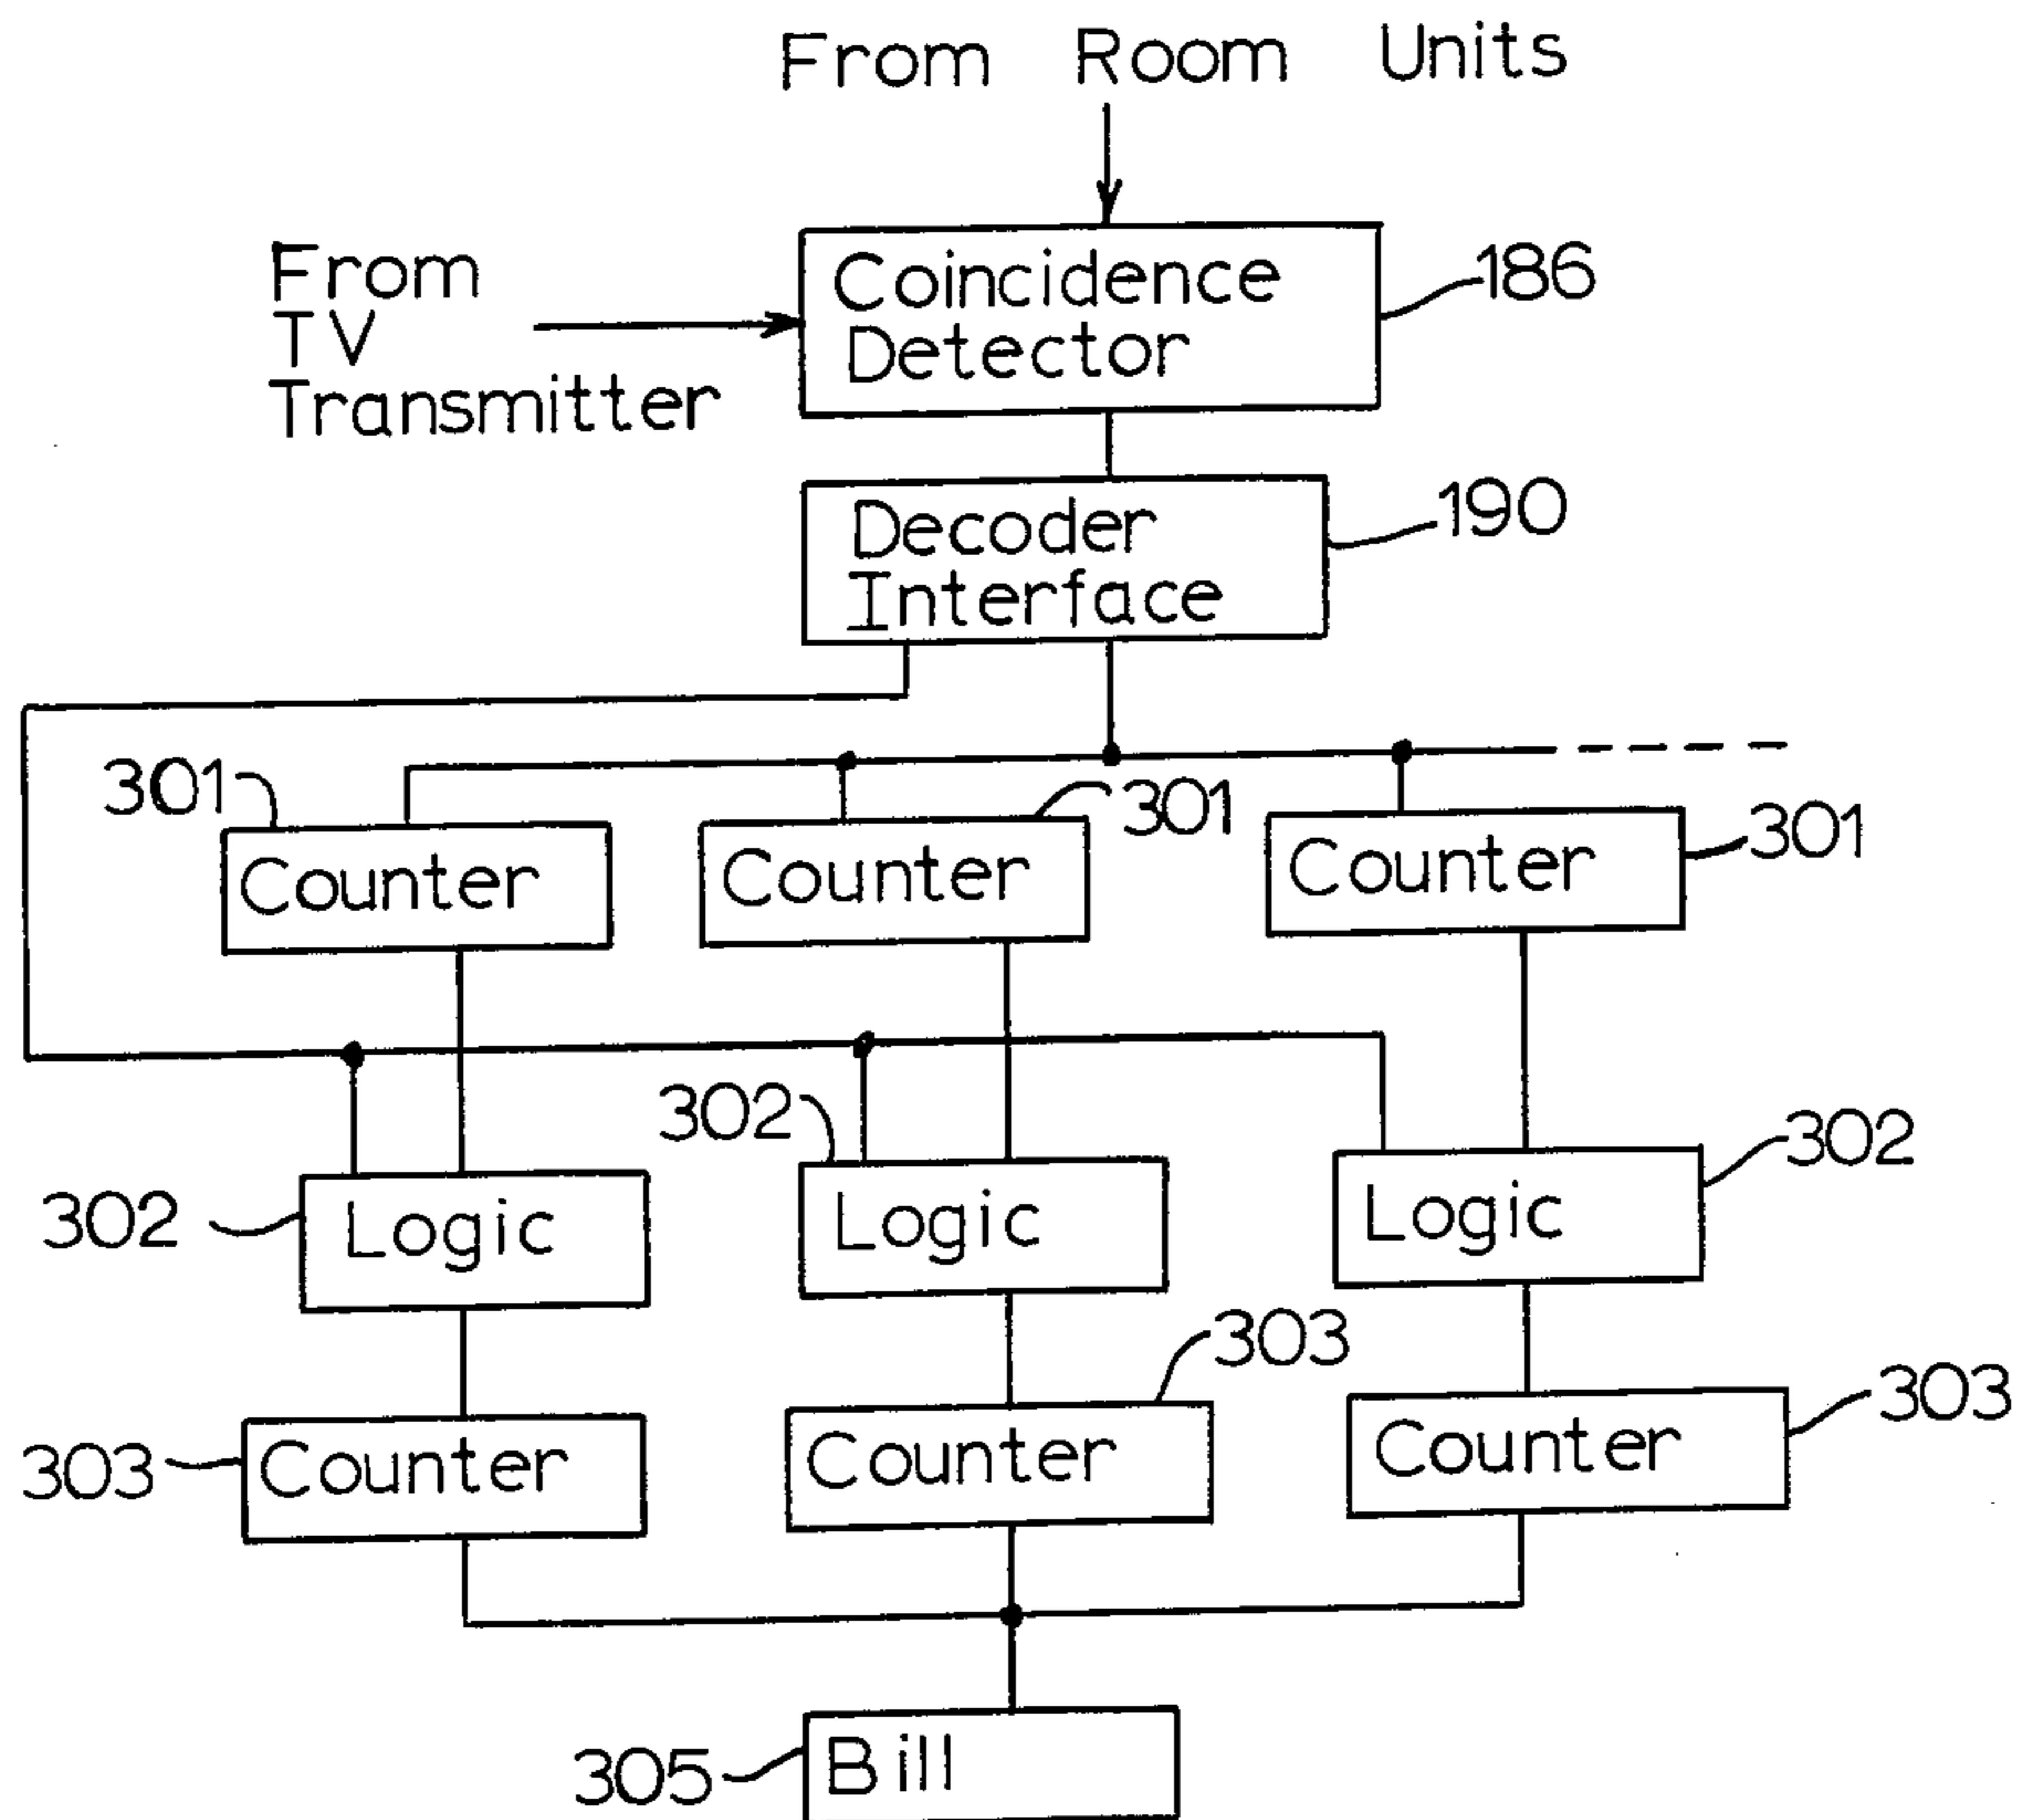 From Room Units
From
TV
Transmitter
Coincidence
Detector
186
Decoder
Interface
190
301
301
301
Counter
Counter
Counter
302
302
302
Logic
Logic
Logic
303
303
303
Counter
Counter
Counter
305
Bill